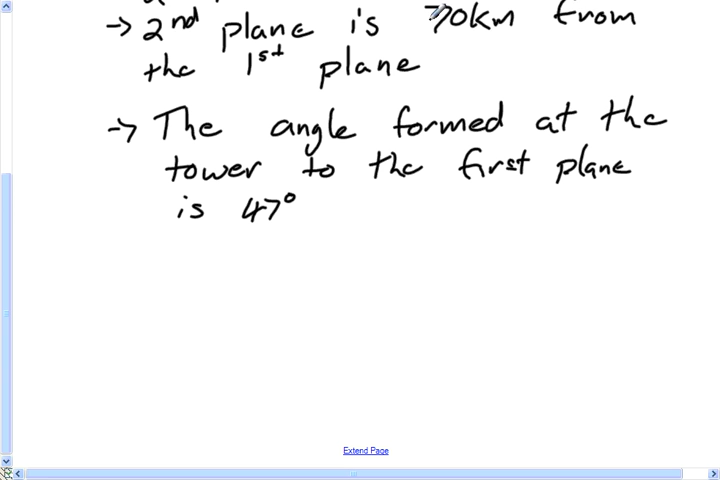 → 2nd plane is 70km from
the 1st plane
→ The angle formed at the
tower to the first plane
is 47°
Extend Page